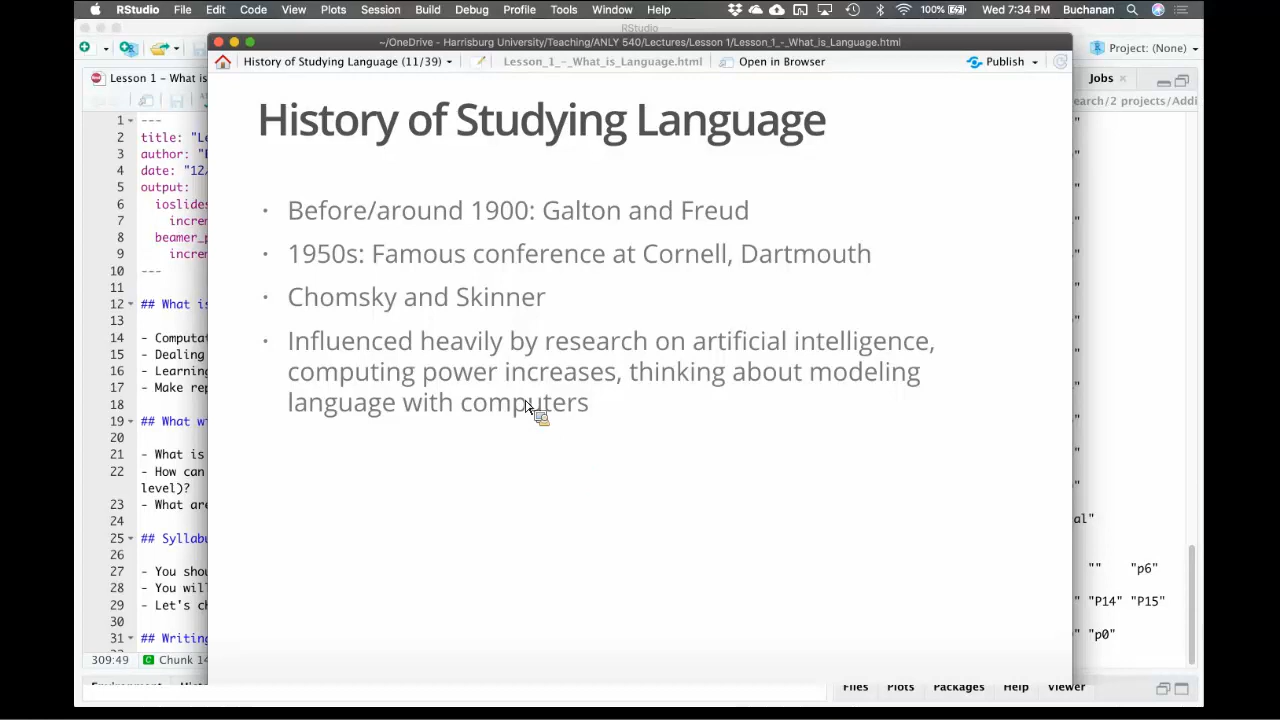 RStudio File Edit Code View Plots Session Build Debug Profile Tools Window Help 100% Wed 7:34 PM Buchanan
RStudio
~/OneDrive - Harrisburg University/Teaching/ANLY 540/Lectures/Lesson 1/Lesson_1_-_What_is_Language.html
Project: (None)
History of Studying Language (11/39) Lesson_1_-_What_is_Language.html Open in Browser Publish
Lesson 1 - What is
Jobs
earch/2 projects/Addi
History of Studying Language
· Before/around 1900: Galton and Freud
· 1950s: Famous conference at Cornell, Dartmouth
· Chomsky and Skinner
· Influenced heavily by research on artificial intelligence,
computing power increases, thinking about modeling
language with computers
1 ---
2 title: "Le
3 author: "
4 date: "12
5 output:
6 ioslides
7 increm
8 beamer_p
9 increm
10 ---
11
12 ## What is
13
14 - Computat
15 - Dealing
16 - Learning
17 - Make rep
18
19 ## What wi
20
21 - What is
22 - How can
level)?
23 - What are
24
25 ## Syllabu
26
27 - You shou
28 - You will
29 - Let's ch
30
31 ## Writing
al"
"" "p6"
" "P14" "P15"
" "p0"
309:49 Chunk 14
Files Plots Packages Help Viewer